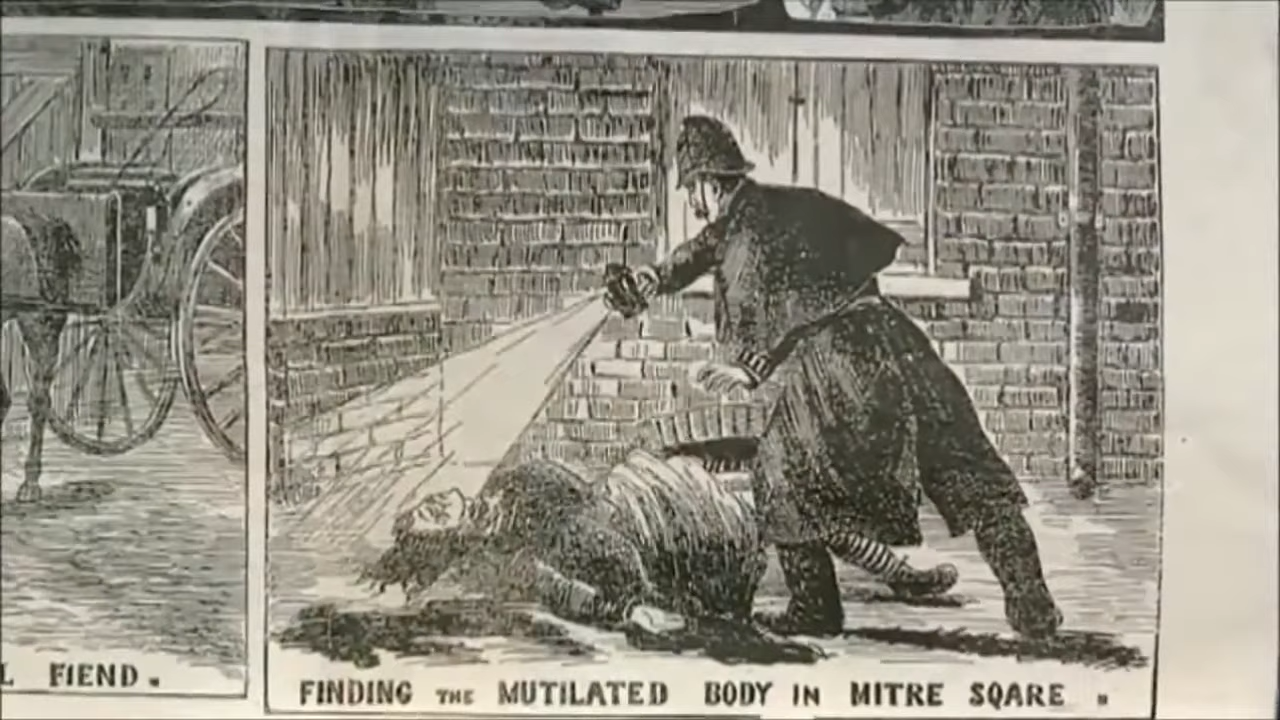 L FIEND.
FINDING THE MUTILATED BODY IN MITRE SQARE